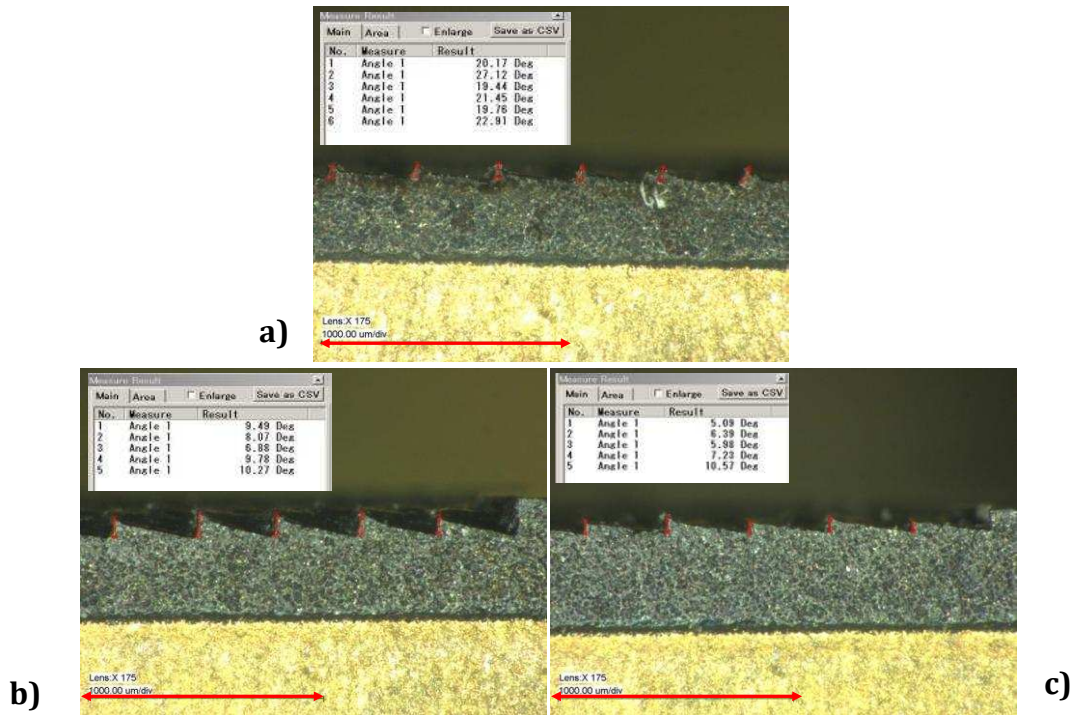 Measure Result
Main Area Enlarge Save as CSV
No. Measure Result
1 Angle 1 20.17 Deg
2 Angle 1 27.12 Deg
3 Angle 1 19.44 Deg
4 Angle 1 21.45 Deg
5 Angle 1 19.76 Deg
6 Angle 1 22.91 Deg
Lens:X 175
1000.00 um/div
a)
Measure Result
Main Area Enlarge Save as CSV
No. Measure Result
1 Angle 1 9.49 Deg
2 Angle 1 8.07 Deg
3 Angle 1 6.88 Deg
4 Angle 1 9.78 Deg
5 Angle 1 10.27 Deg
Lens:X 175
1000.00 um/div
b)
Measure Result
Main Area Enlarge Save as CSV
No. Measure Result
1 Angle 1 5.09 Deg
2 Angle 1 6.39 Deg
3 Angle 1 5.98 Deg
4 Angle 1 7.23 Deg
5 Angle 1 10.57 Deg
Lens:X 175
1000.00 um/div
c)